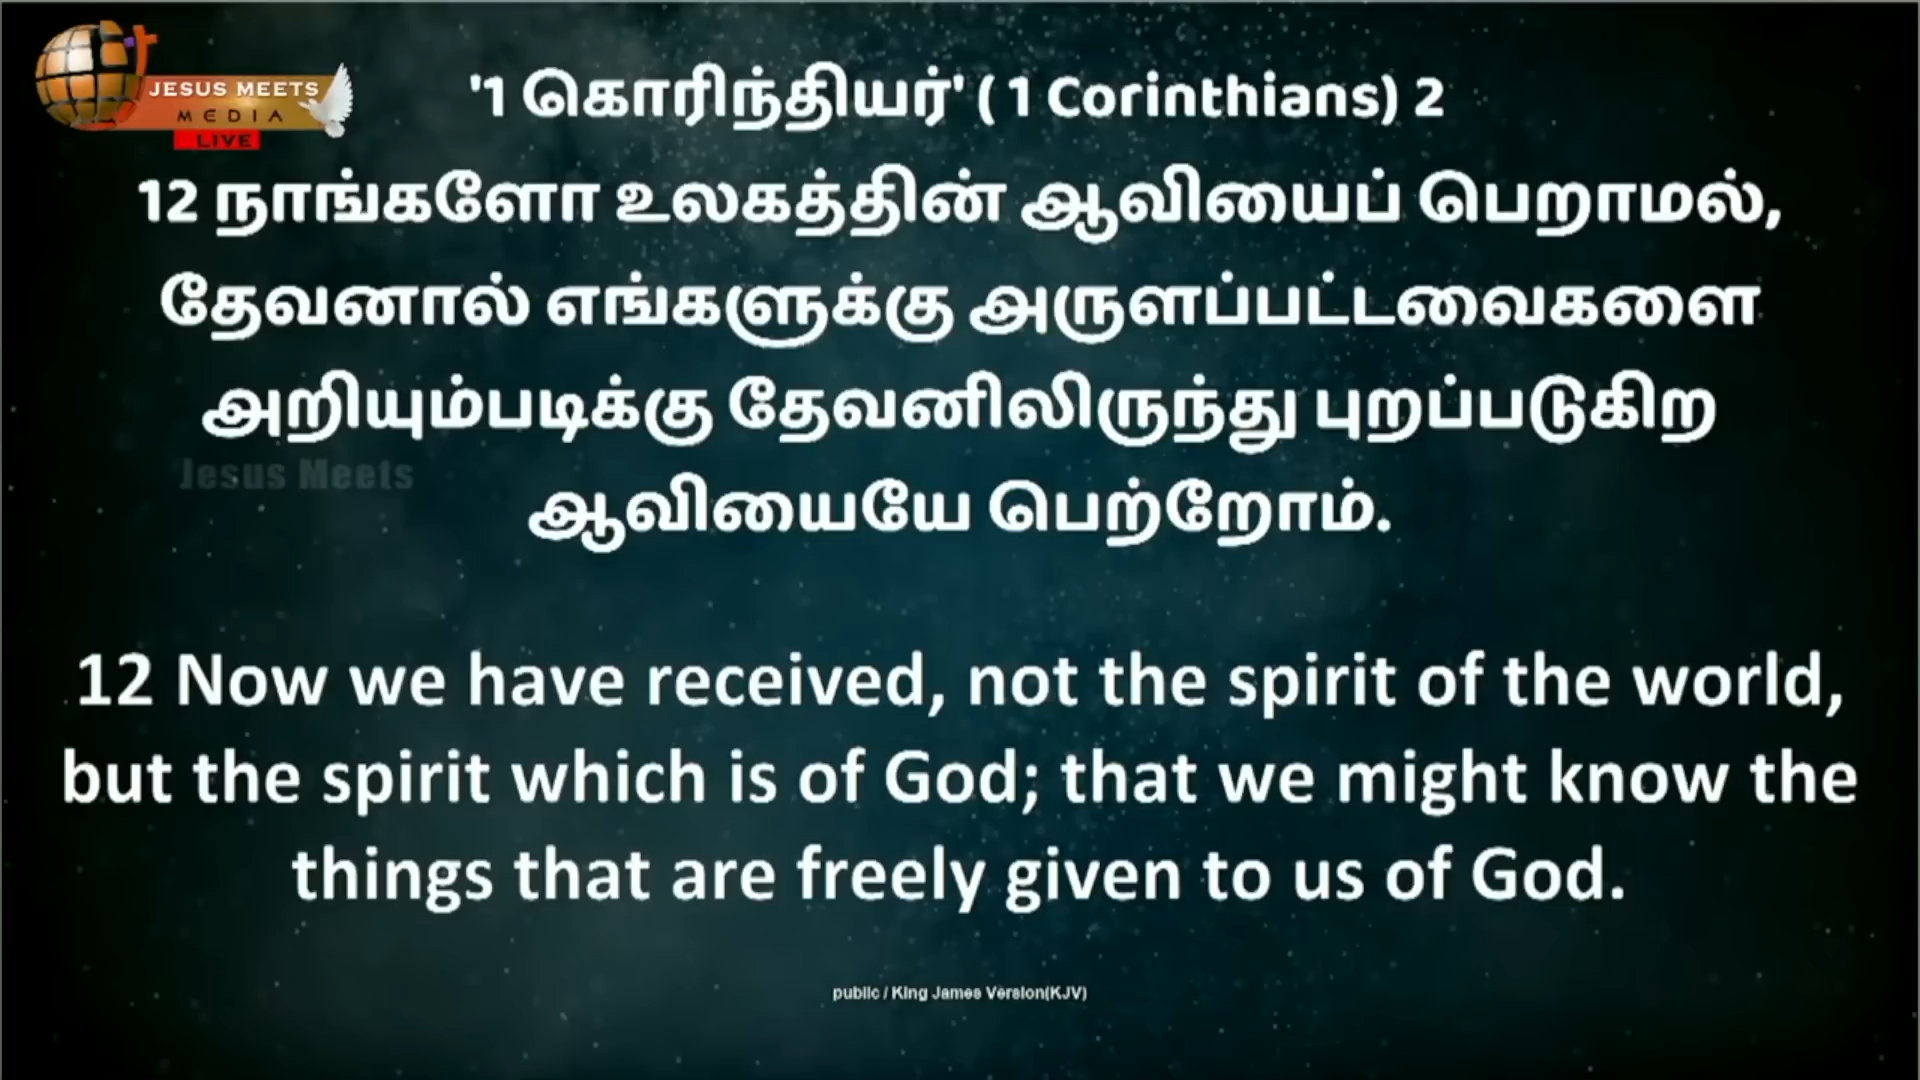 JESUS MEETS
MEDIA
LIVE
'1 கொரிந்தியர்' ( 1 Corinthians) 2
12 நாங்களோ உலகத்தின் ஆவியைப் பெறாமல்,
தேவனால் எங்களுக்கு அருளப்பட்டவைகளை
அறியும்படிக்கு தேவனிலிருந்து புறப்படுகிற
Jesus Meets
ஆவியையே பெற்றோம்.
12 Now we have received, not the spirit of the world,
but the spirit which is of God; that we might know the
things that are freely given to us of God.
public / King James Version(KJV)